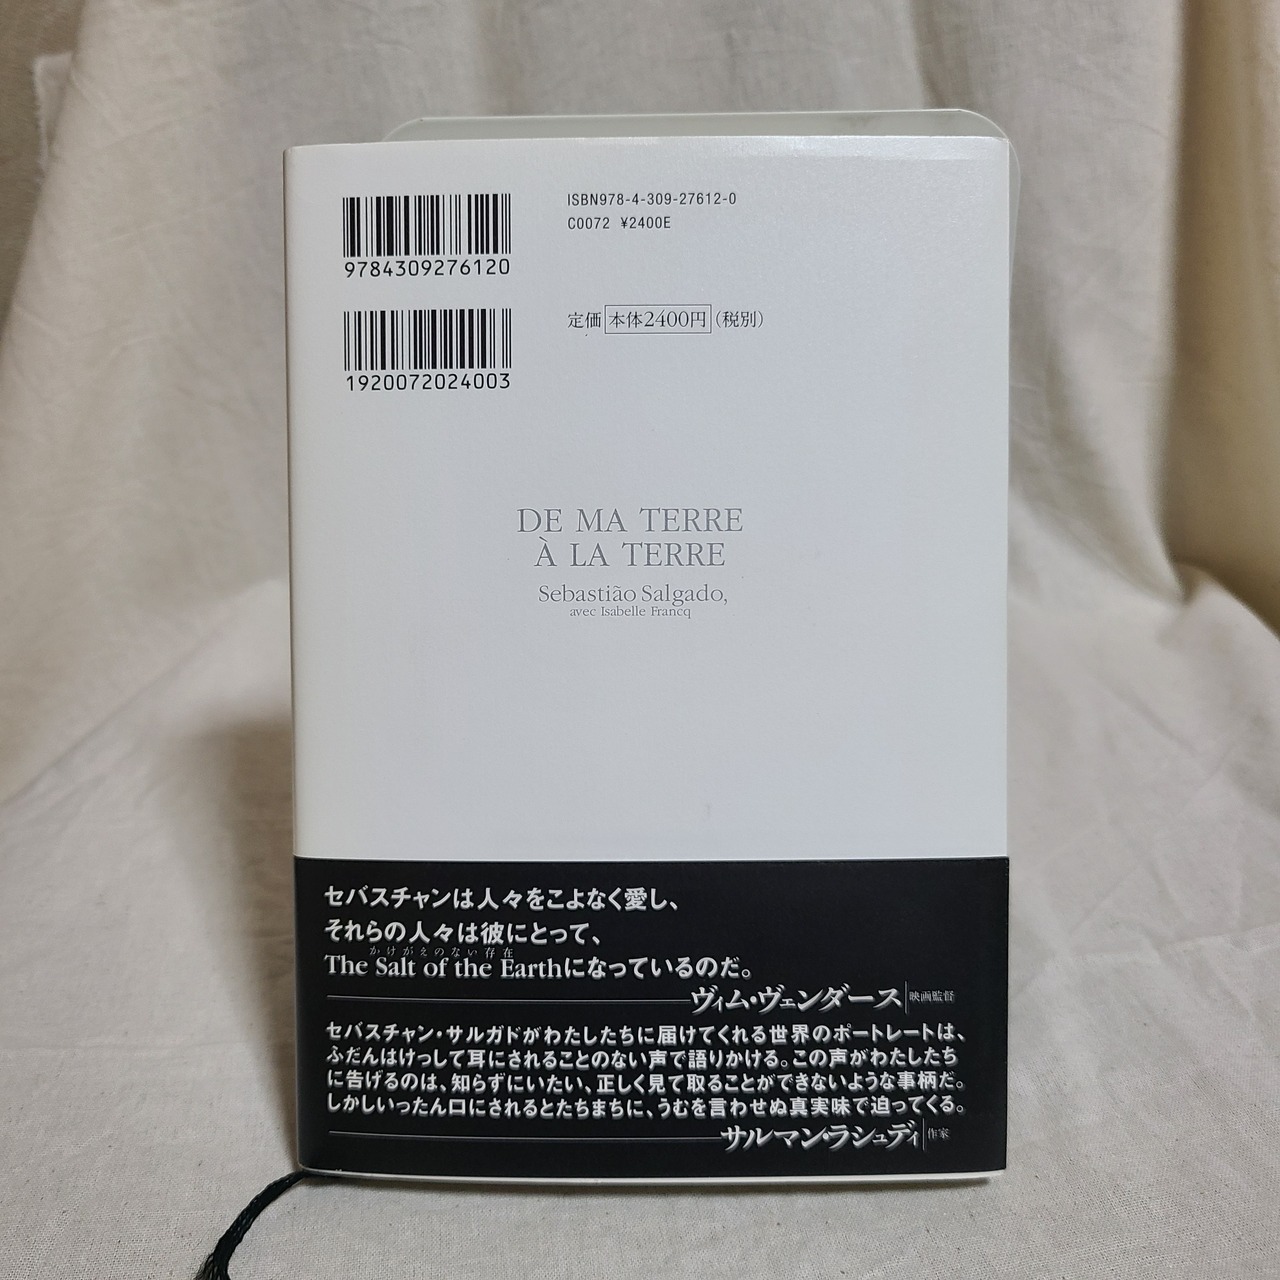 ISBN978-4-309-27612-0
C0072 ¥2400E
9784309276120
定価 本体2400円 (税別)
1920072024003
DE MA TERRE
À LA TERRE
Sebastião Salgado,
avec Isabelle Francq
セバスチャンは人々をこよなく愛し、
それらの人々は彼にとって、
かけがえのない存在
The Salt of the Earthになっているのだ。
ヴィム・ヴェンダース 映画監督
セバスチャン・サルガドがわたしたちに届けてくれる世界のポートレートは、
ふだんはけっして耳にされることのない声で語りかける。この声がわたしたち
に告げるのは、知らずにいたい、正しく見て取ることができないような事柄だ。
しかしいったん口にされるとたちまちに、うむを言わせぬ真実味で迫ってくる。
サルマン・ラシュディ 作家